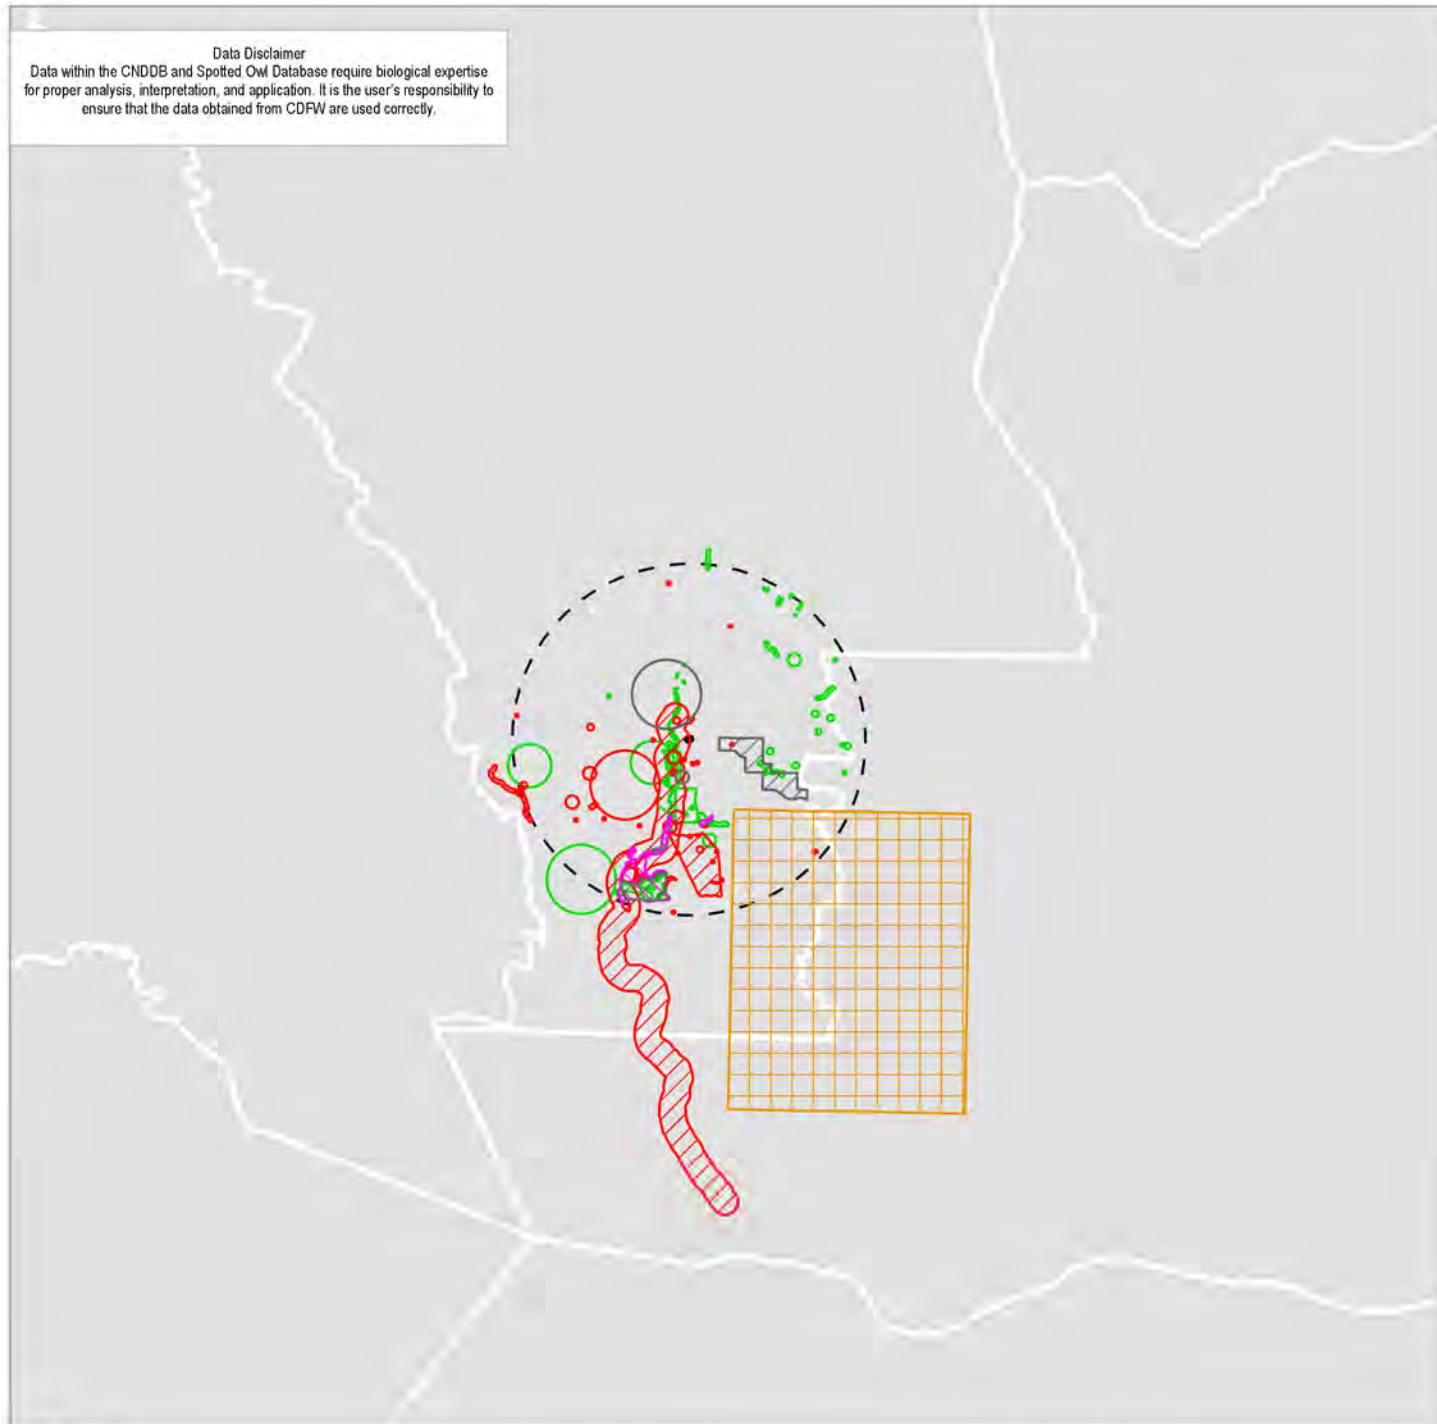 Data Disclaimer
Data within the CNDDB and Spotted Owl Database require biological expertise
for proper analysis, interpretation, and application. It is the user's responsibility to
ensure that the data obtained from CDFW are used correctly.